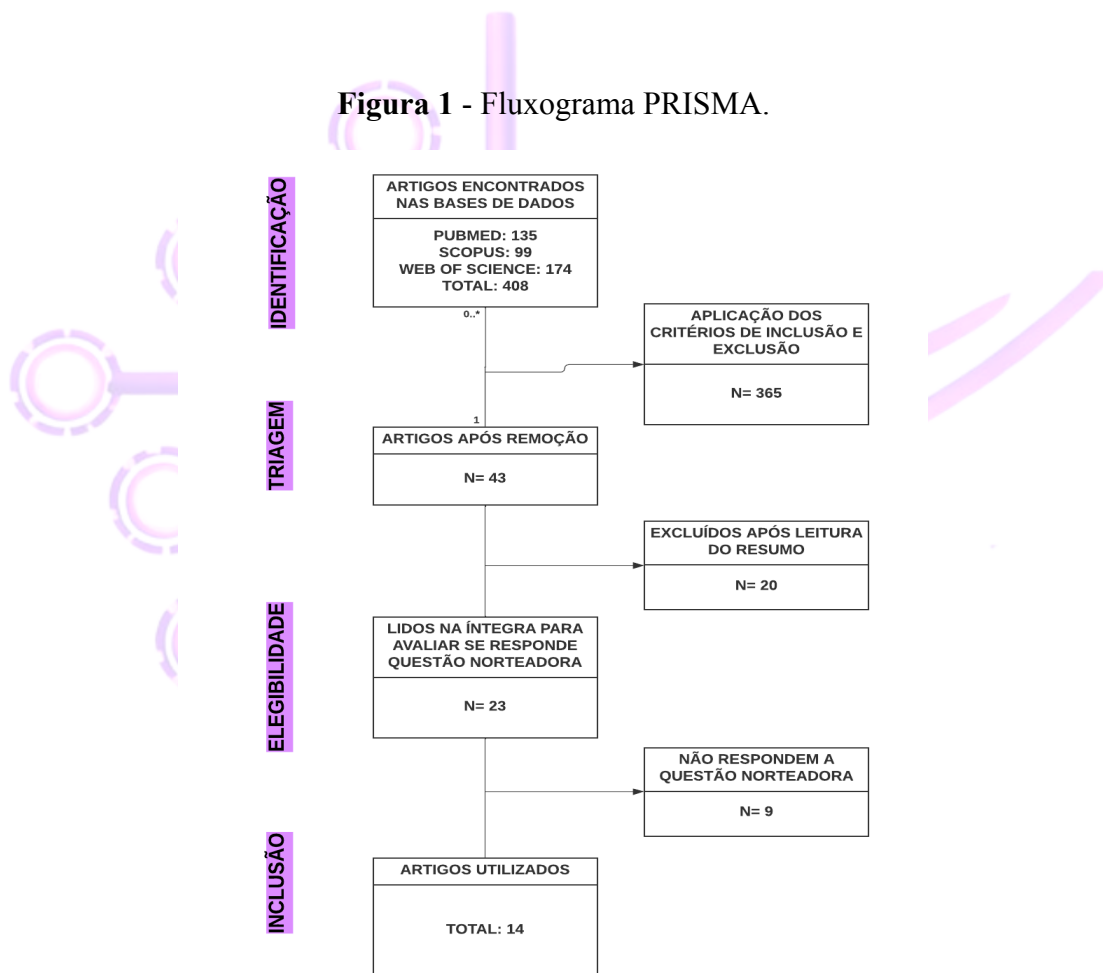 Figura 1 - Fluxograma PRISMA.
IDENTIFICAÇÃO
ARTIGOS ENCONTRADOS
NAS BASES DE DADOS
PUBMED: 135
SCOPUS: 99
WEB OF SCIENCE: 174
TOTAL: 408
0..*
APLICAÇÃO DOS
CRITÉRIOS DE INCLUSÃO E
EXCLUSÃO
N= 365
1
TRIAGEM
ARTIGOS APÓS REMOÇÃO
N= 43
EXCLUÍDOS APÓS LEITURA
DO RESUMO
N= 20
ELEGIBILIDADE
LIDOS NA ÍNTEGRA PARA
AVALIAR SE RESPONDE
QUESTÃO NORTEADORA
N= 23
NÃO RESPONDEM A
QUESTÃO NORTEADORA
N= 9
INCLUSÃO
ARTIGOS UTILIZADOS
TOTAL: 14